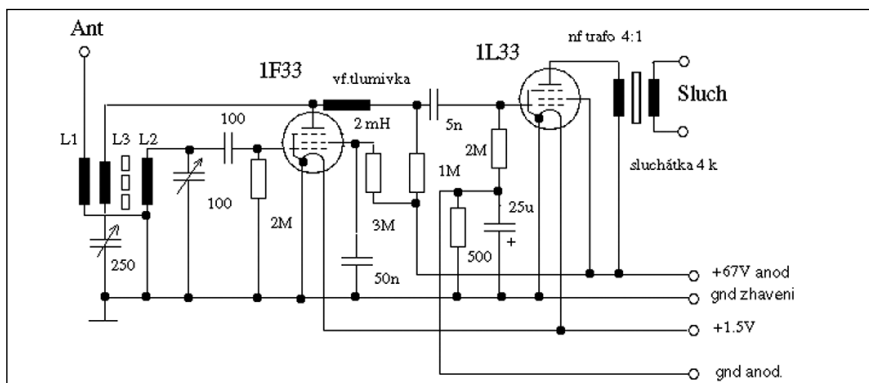 Ant
1F33
vf.tlumivka
1L33
nf trafo 4:1
Sluch
L1
L3
L2
100
2 mH
5n
2M
sluchátka 4 k
100
2M
3M
1M
25u
+
250
50n
500
+67V anod
gnd zhaveni
+1.5V
gnd anod.